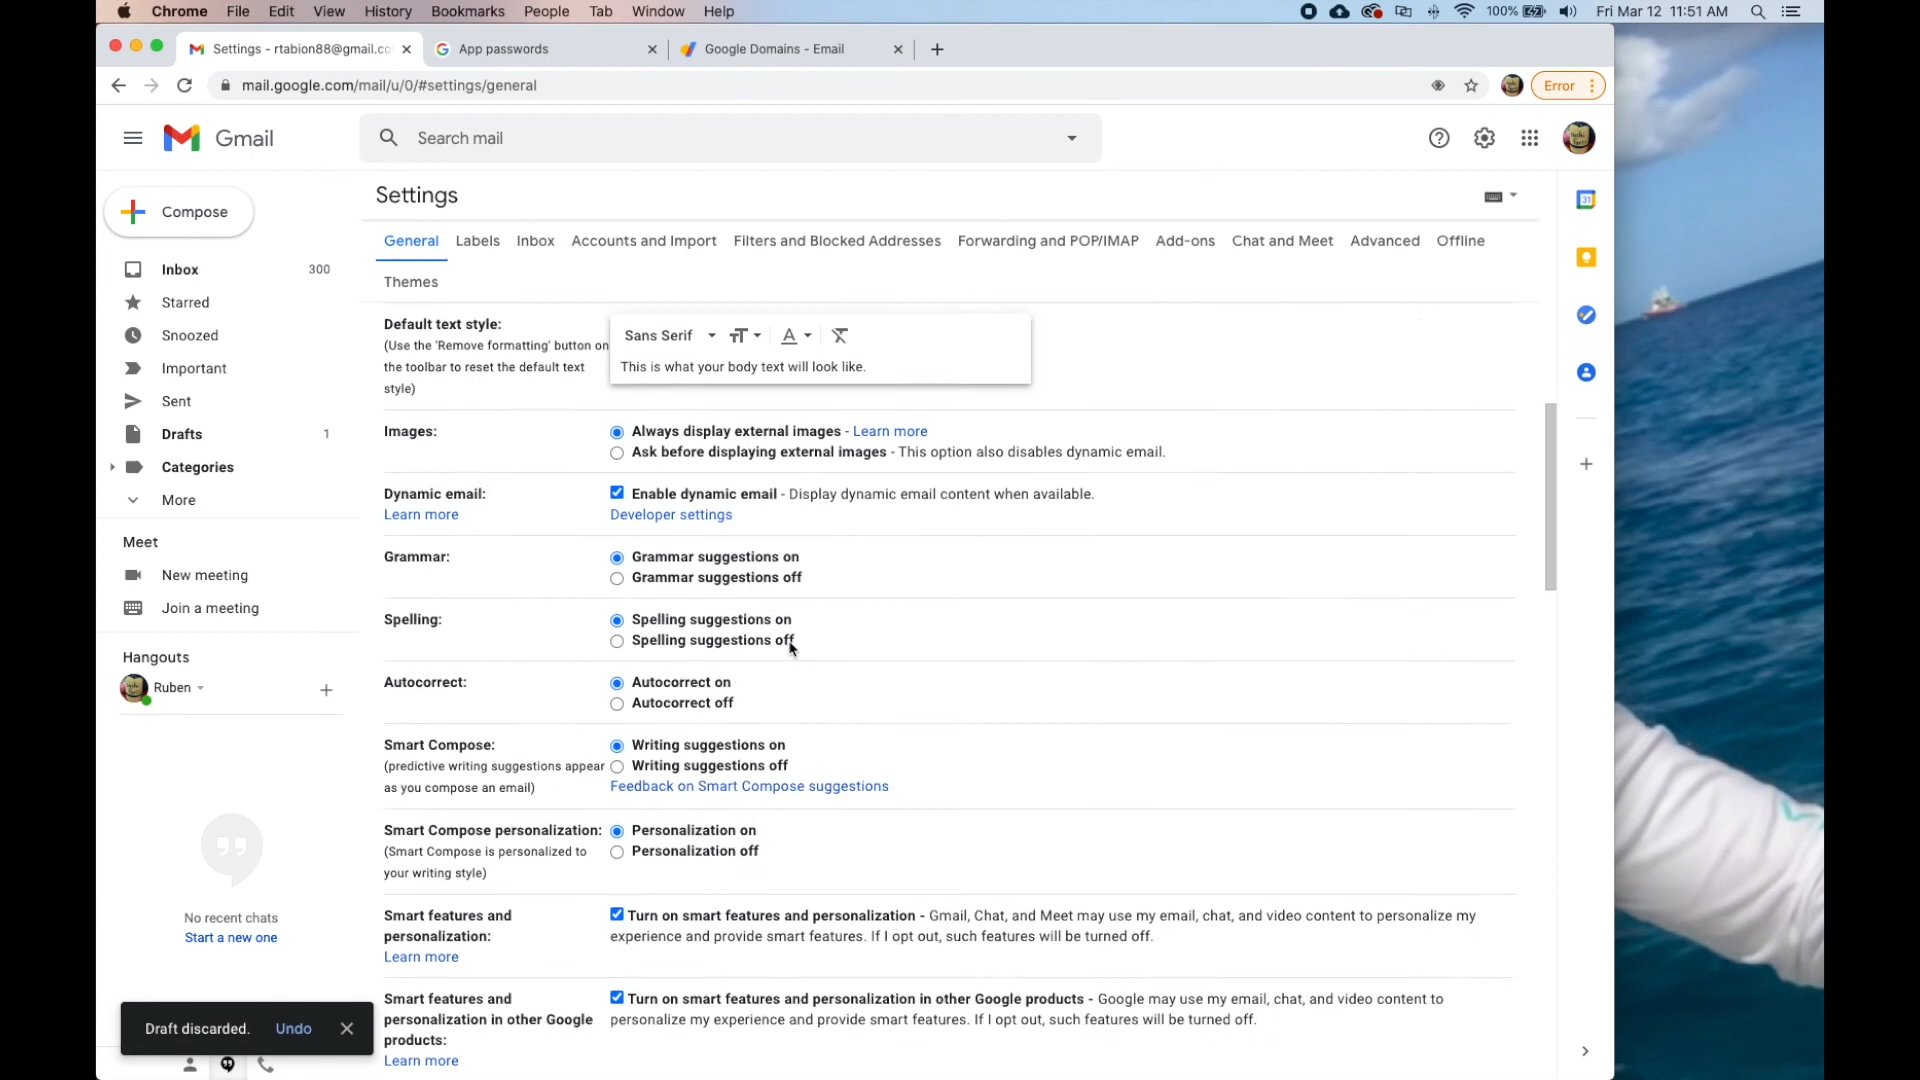 Chrome File Edit View History Bookmarks People Tab Window Help 100% Fri Mar 12 11:51 AM
Settings - rtabion88@gmail.co App passwords Google Domains - Email
mail.google.com/mail/u/0/#settings/general Error
Gmail Search mail
Compose
Inbox 300
Starred
Snoozed
Important
Sent
Drafts 1
Categories
More
Meet
New meeting
Join a meeting
Hangouts
Ruben
No recent chats
Start a new one
Draft discarded. Undo
Settings
General Labels Inbox Accounts and Import Filters and Blocked Addresses Forwarding and POP/IMAP Add-ons Chat and Meet Advanced Offline
Themes
Default text style:
(Use the 'Remove formatting' button on
the toolbar to reset the default text
style)
Sans Serif
This is what your body text will look like.
Images:
Always display external images - Learn more
Ask before displaying external images - This option also disables dynamic email.
Dynamic email:
Learn more
Enable dynamic email - Display dynamic email content when available.
Developer settings
Grammar:
Grammar suggestions on
Grammar suggestions off
Spelling:
Spelling suggestions on
Spelling suggestions off
Autocorrect:
Autocorrect on
Autocorrect off
Smart Compose:
(predictive writing suggestions appear
as you compose an email)
Writing suggestions on
Writing suggestions off
Feedback on Smart Compose suggestions
Smart Compose personalization:
(Smart Compose is personalized to
your writing style)
Personalization on
Personalization off
Smart features and
personalization:
Learn more
Turn on smart features and personalization - Gmail, Chat, and Meet may use my email, chat, and video content to personalize my
experience and provide smart features. If I opt out, such features will be turned off.
Smart features and
personalization in other Google
products:
Learn more
Turn on smart features and personalization in other Google products - Google may use my email, chat, and video content to
personalize my experience and provide smart features. If I opt out, such features will be turned off.
31